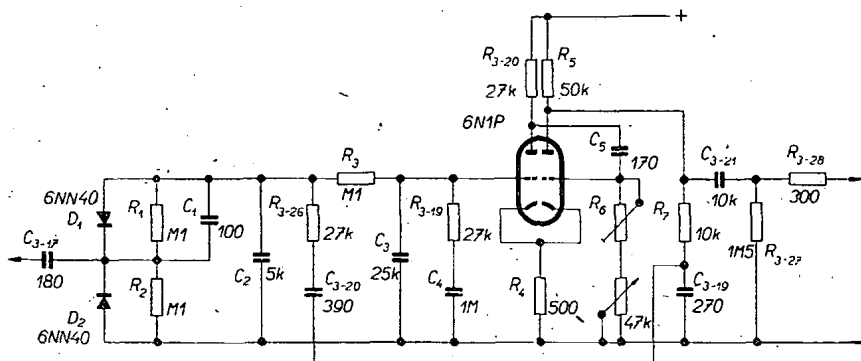 +
R3-20
27k
R5
50k
6N1P
C5
170
R3
M1
6NN40
D1
R1
M1
C1
100
R3-26
27k
R3-19
27k
R6
C3-21
10k
R3-28
300
C3-17
180
R7
10k
1M5
R3-27
C2
5k
C3
25k
R2
M1
C3-20
390
C4
1M
R4
500
47k
C3-19
270
D2
6NN40